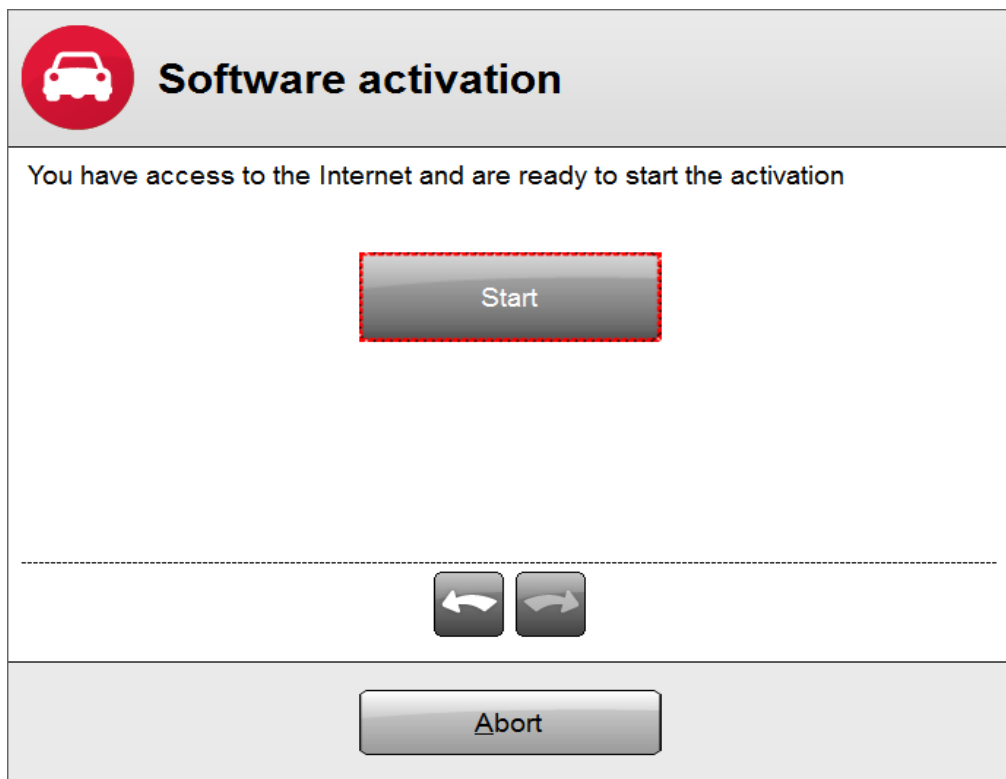 Software activation
You have access to the Internet and are ready to start the activation
Start
Abort